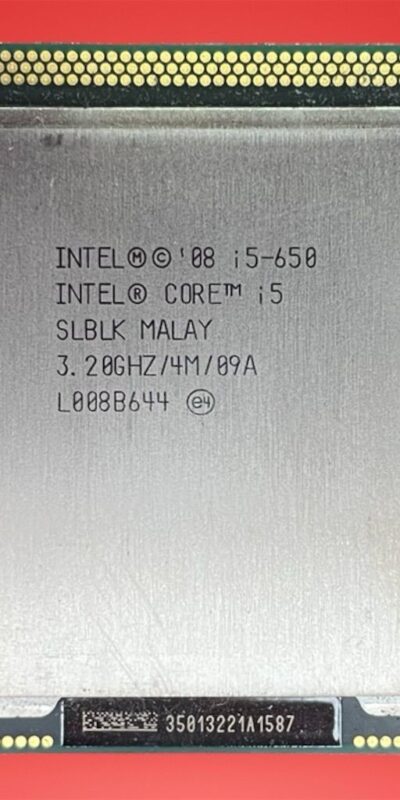 INTEL®©'08 i5-650
INTEL® CORE™ i5
SLBLK MALAY
3.20GHZ/4M/09A
L008B644 e4
35013221A1587